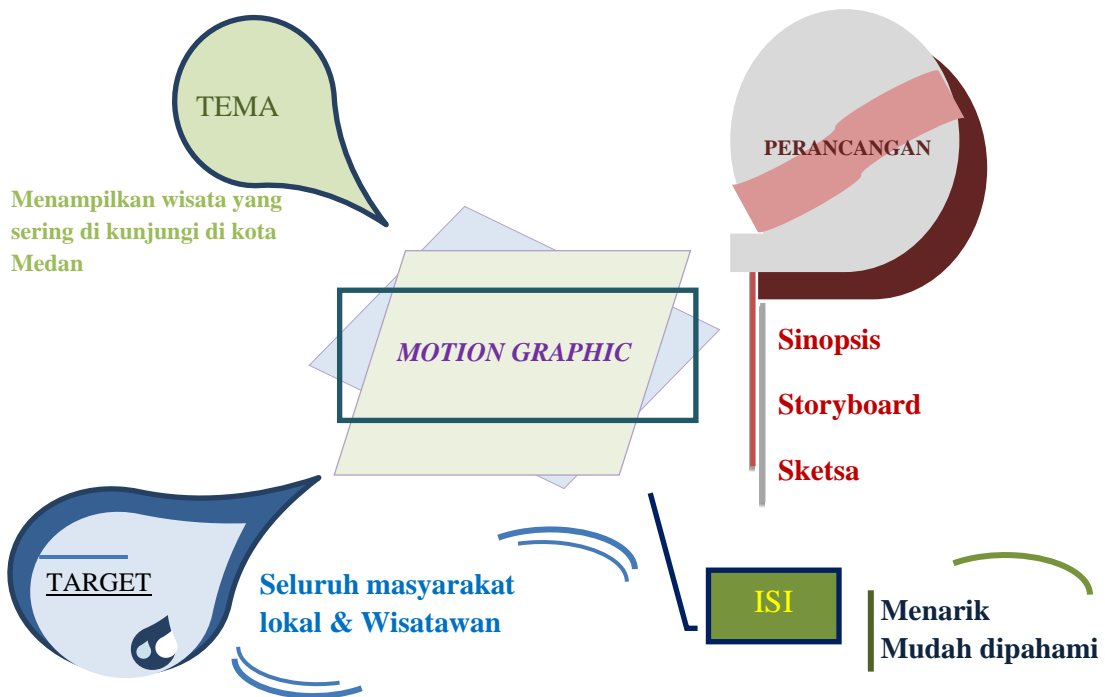 TEMA
Menampilkan wisata yang
sering di kunjungi di kota
Medan
PERANCANGAN
Sinopsis
Storyboard
Sketsa
MOTION GRAPHIC
TARGET
Seluruh masyarakat
lokal & Wisatawan
ISI
Menarik
Mudah dipahami